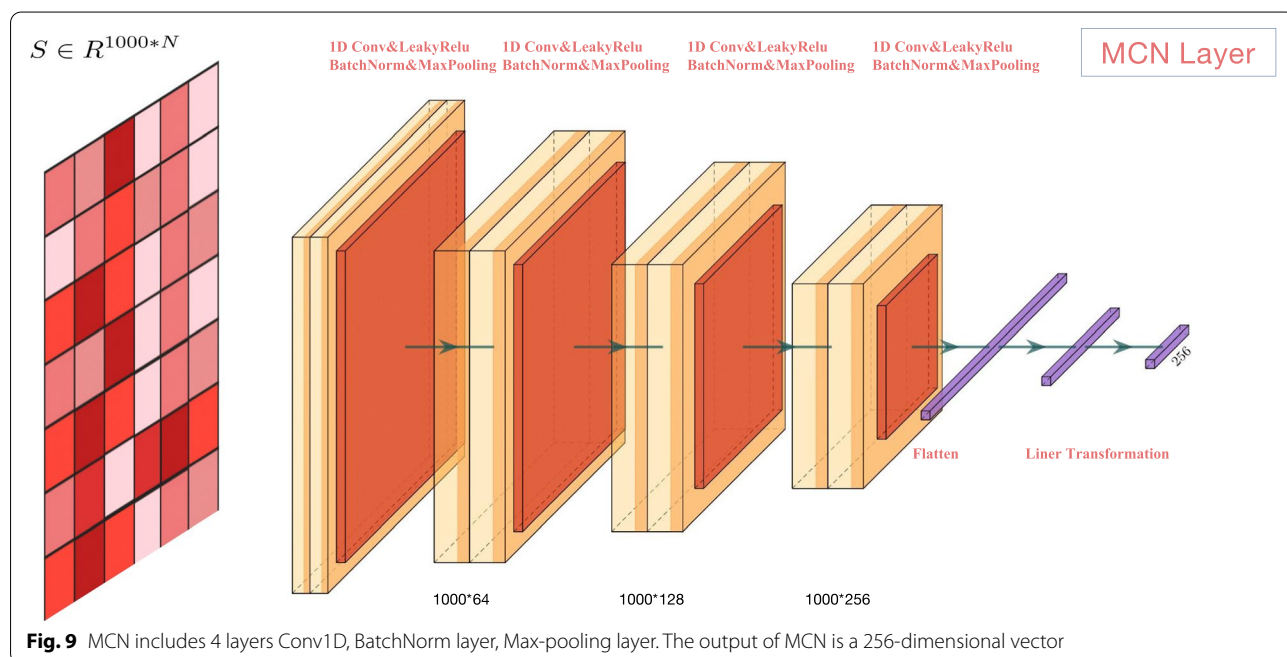 S ∈ R^{1000*N}
1D Conv&LeakyRelu
BatchNorm&MaxPooling
1D Conv&LeakyRelu
BatchNorm&MaxPooling
1D Conv&LeakyRelu
BatchNorm&MaxPooling
1D Conv&LeakyRelu
BatchNorm&MaxPooling
MCN Layer
256
Flatten
Liner Transformation
1000*64
1000*128
1000*256
Fig. 9 MCN includes 4 layers Conv1D, BatchNorm layer, Max-pooling layer. The output of MCN is a 256-dimensional vector